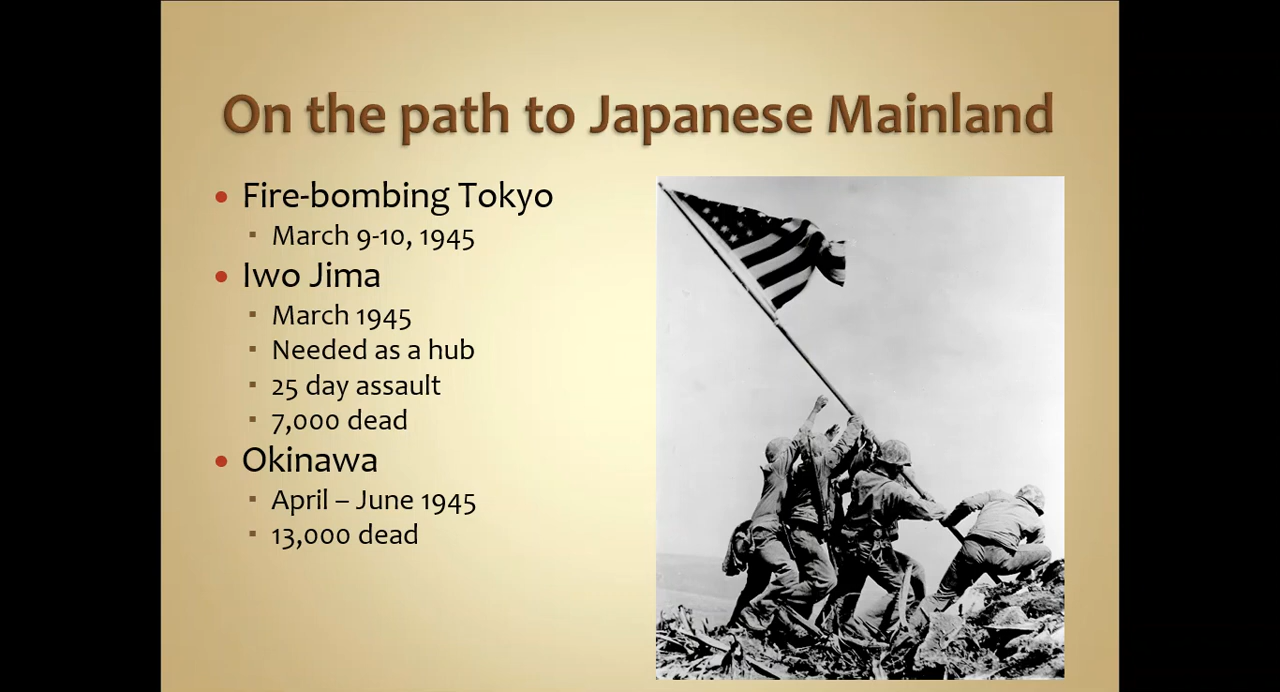 On the path to Japanese Mainland
• Fire-bombing Tokyo
▪ March 9-10, 1945
• Iwo Jima
▪ March 1945
▪ Needed as a hub
▪ 25 day assault
▪ 7,000 dead
• Okinawa
▪ April – June 1945
▪ 13,000 dead